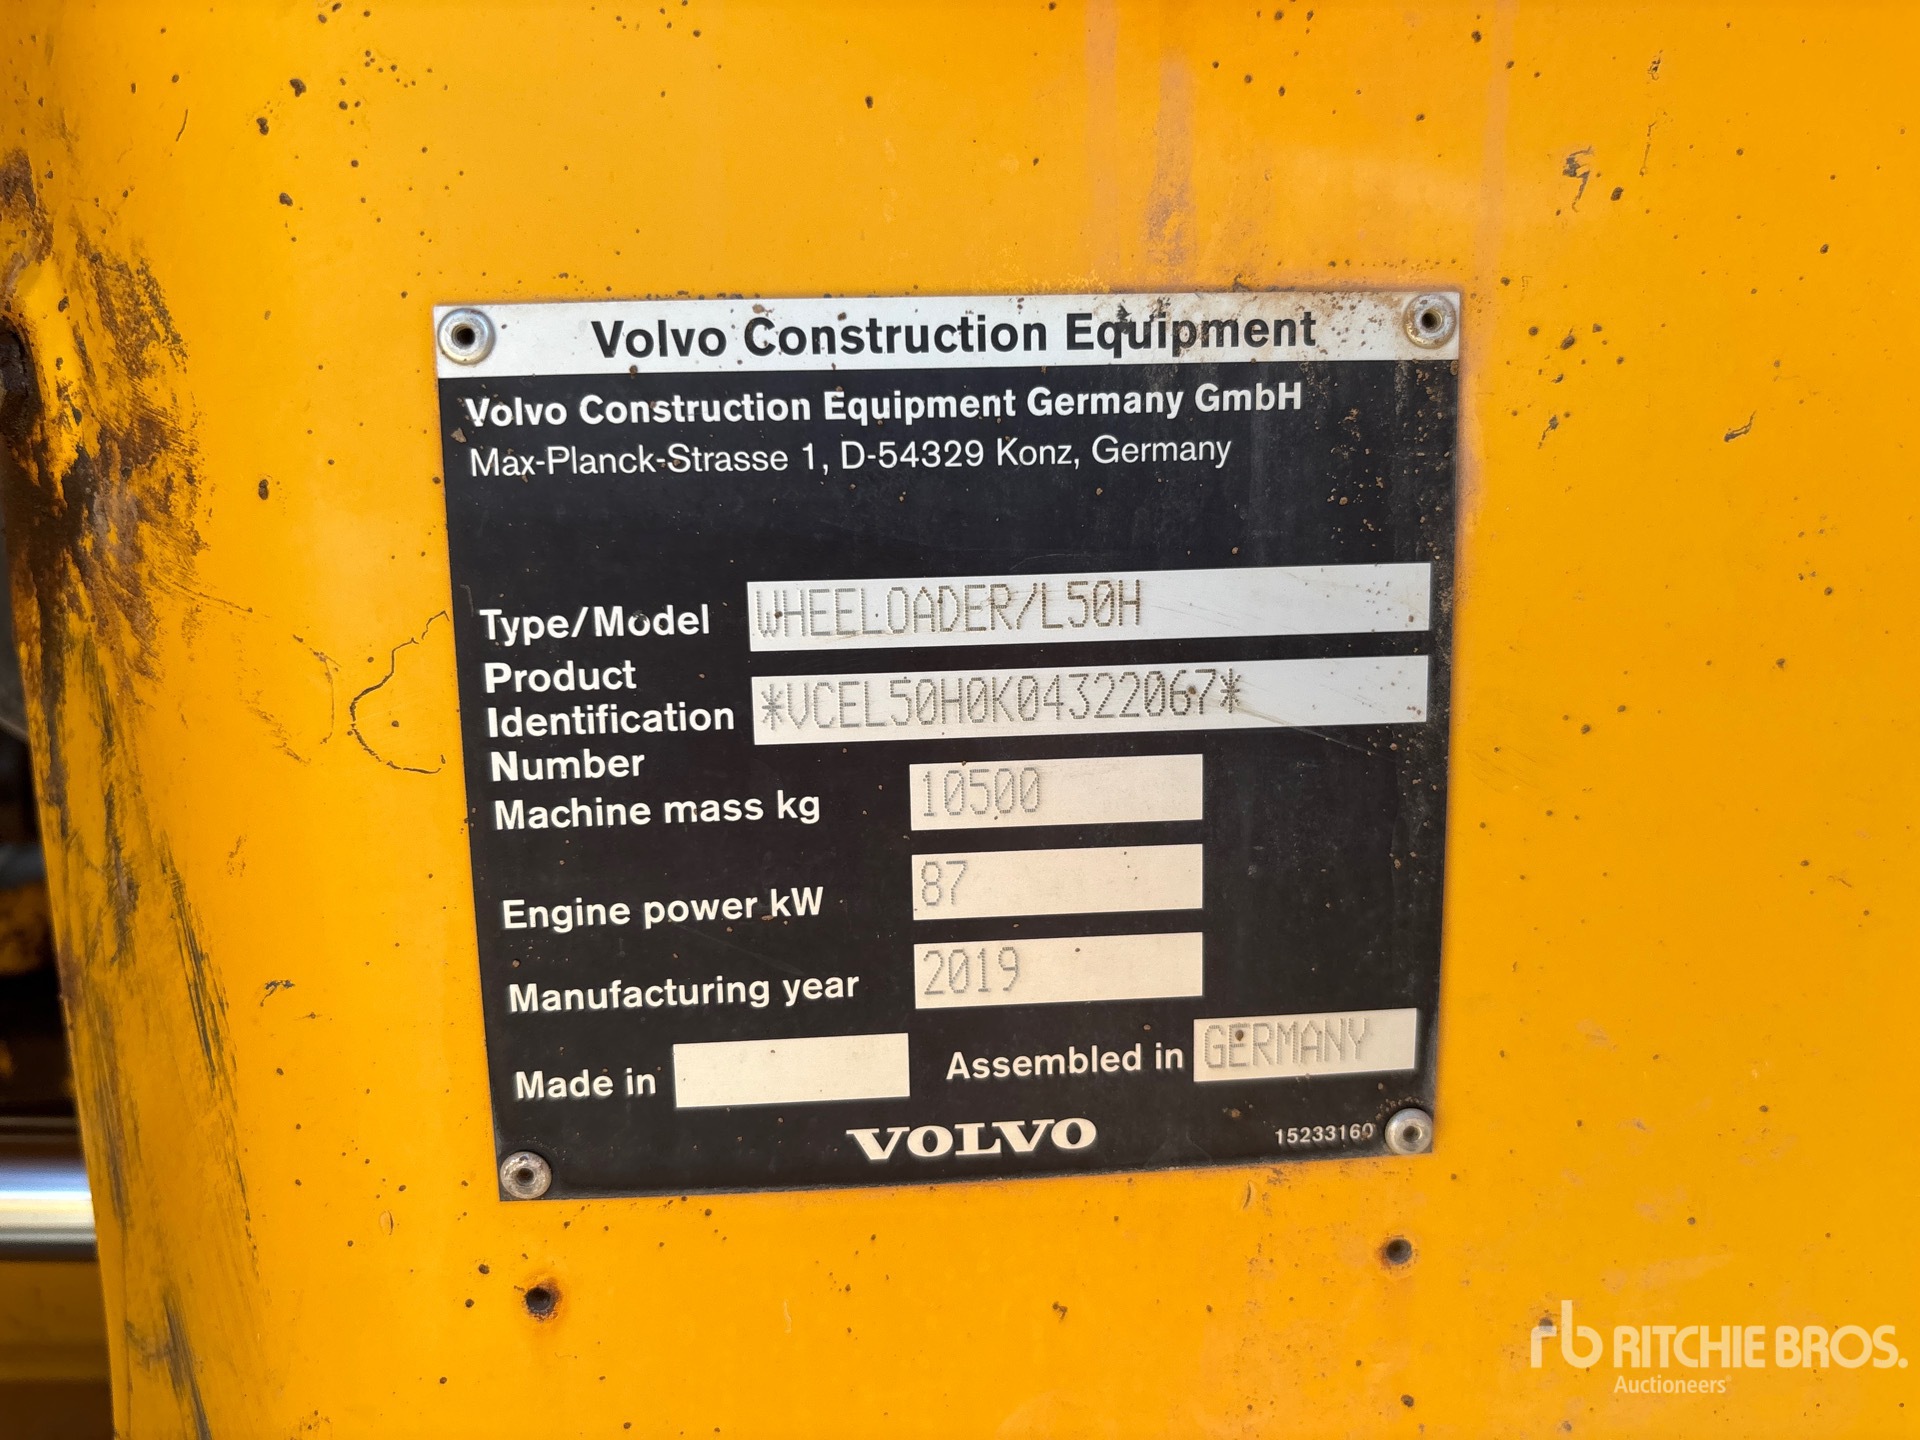 Volvo Construction Equipment
Volvo Construction Equipment Germany GmbH
Max-Planck-Strasse 1, D-54329 Konz, Germany
Type/Model WHEELOADER/L50H
Product Identification Number *VCEL50H0K04322067*
Machine mass kg 10500
Engine power kW 87
Manufacturing year 2019
Made in
Assembled in GERMANY
VOLVO
15233160
rb RITCHIE BROS.
Auctioneers